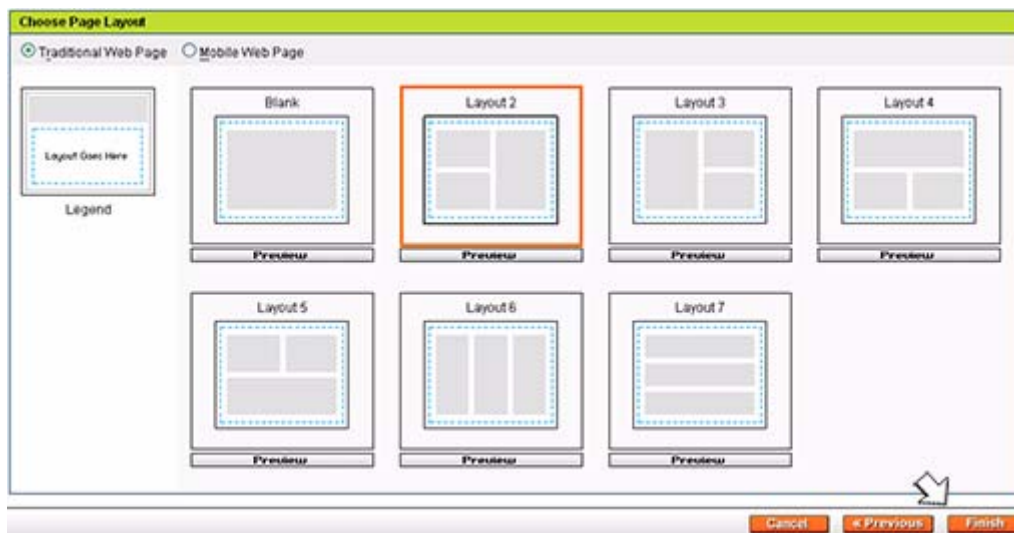 Choose Page Layout
Traditional Web Page Mobile Web Page
Layout Goes Here
Legend
Blank Layout 2 Layout 3 Layout 4
Preview Preview Preview Preview
Layout 5 Layout 6 Layout 7
Preview Preview Preview
Cancel « Previous Finish